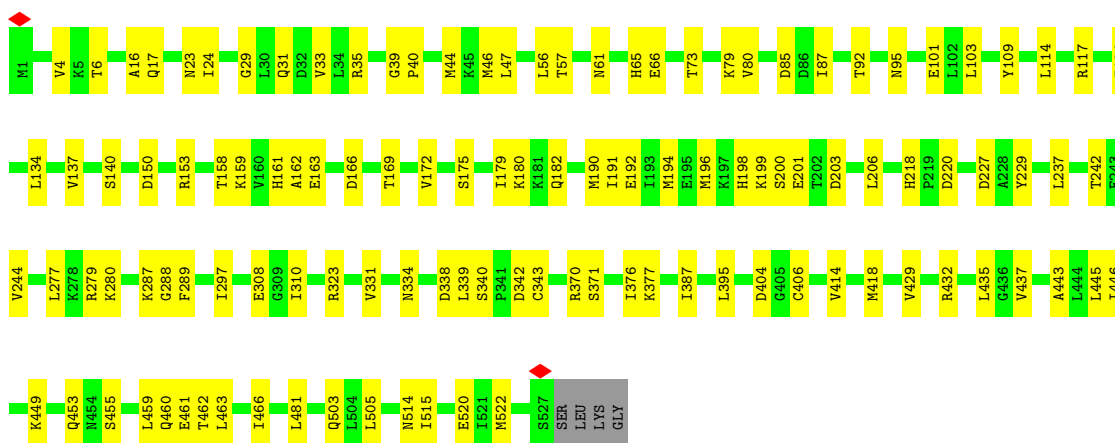 M1 V4 K5 T6 A16 Q17 N23 I24 G29 L30 Q31 D32 V33 L34 R35 G39 P40 M44 K45 M46 L47 L56 T57 N61 H65 E66 T73 K79 V80 D85 D86 I87 T92 N95 E101 L102 L103 Y109 L114 R117
L134 V137 S140 D150 R153 T158 K159 V160 H161 A162 E163 D166 T169 V172 S175 I179 K180 K181 Q182 M190 I191 E192 I193 M194 E195 M196 K197 H198 K199 S200 E201 T202 D203 L206 H218 P219 D220 D227 A228 Y229 L237 T242
V244 L277 K278 R279 K280 K287 G288 F289 I297 E308 G309 I310 R323 V331 N334 D338 L339 S340 P341 D342 C343 R370 S371 I376 K377 I387 L395 D404 G405 C406 V414 M418 V429 R432 L435 G436 V437 A443 L444 L445
K449 Q453 N454 S455 L459 Q460 E461 T462 L463 I466 L481 Q503 L504 L505 N514 I515 E520 I521 M522 S527 SER LEU LYS GLY